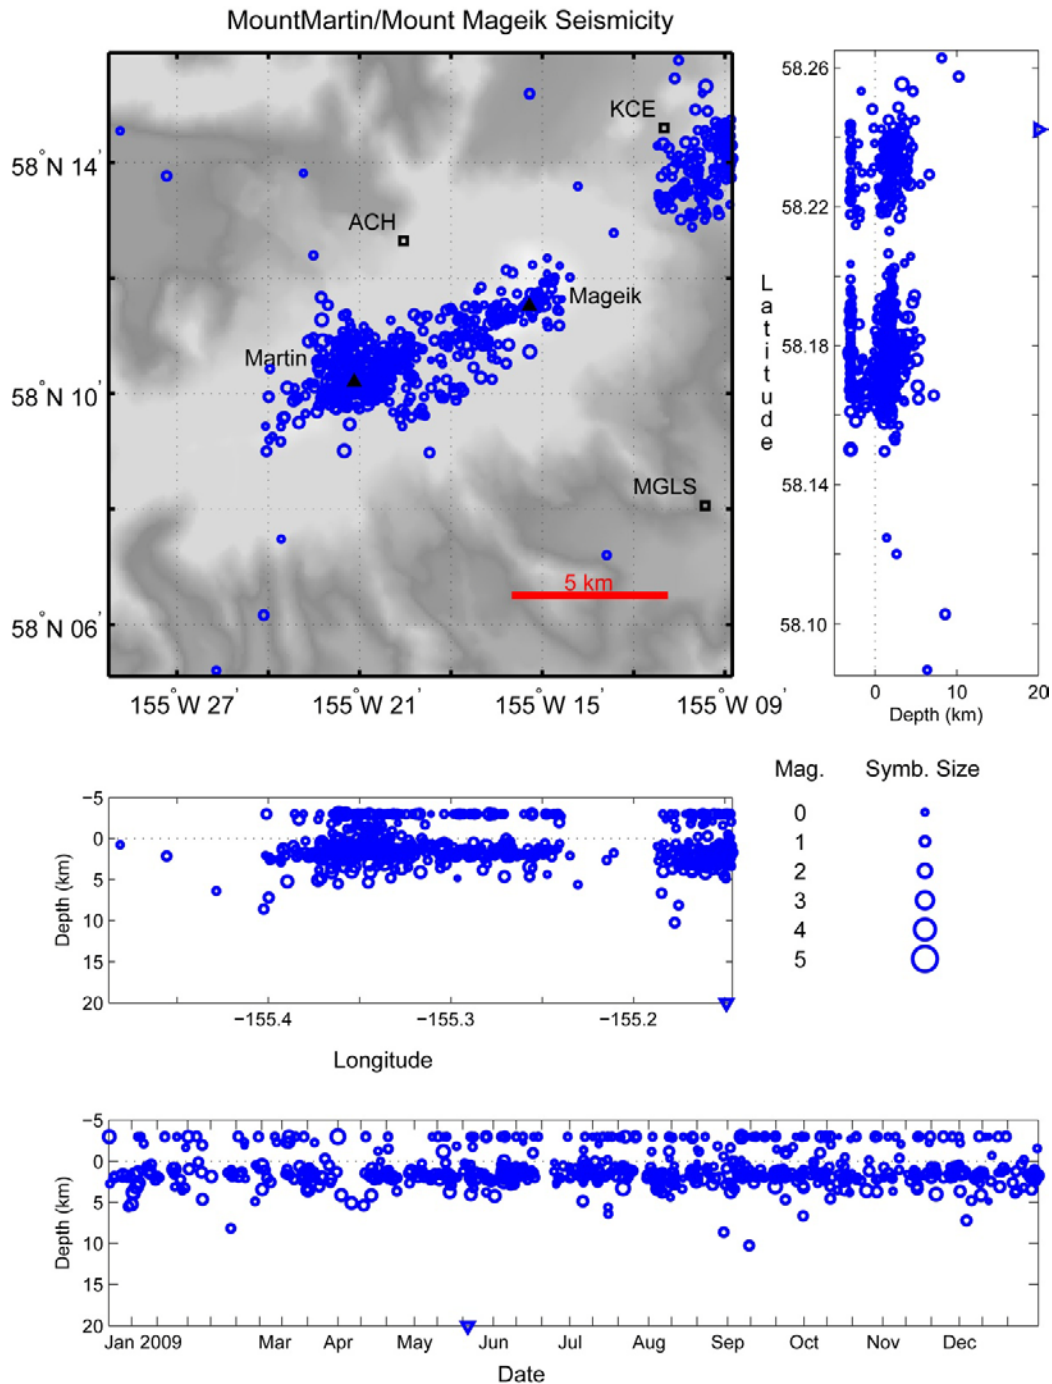 MountMartin/Mount Mageik Seismicity
KCE
58°N 14'
ACH
Mageik
Martin
58°N 10'
MGLS
5 km
58°N 06'
155°W 27' 155°W 21' 155°W 15' 155°W 09'
58.26
58.22
58.18
58.14
58.10
Latitude
0 10 20
Depth (km)
Mag. Symb. Size
0
1
2
3
4
5
−5
0
5
10
15
20
Depth (km)
−155.4 −155.3 −155.2
Longitude
−5
0
5
10
15
20
Depth (km)
Jan 2009 Mar Apr May Jun Jul Aug Sep Oct Nov Dec
Date